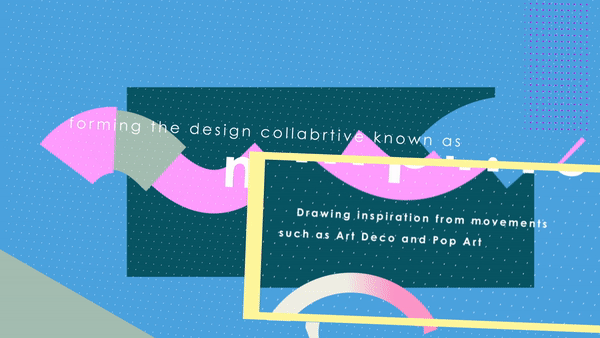 forming the design collabrtive known as
Drawing inspiration from movements
such as Art Deco and Pop Art